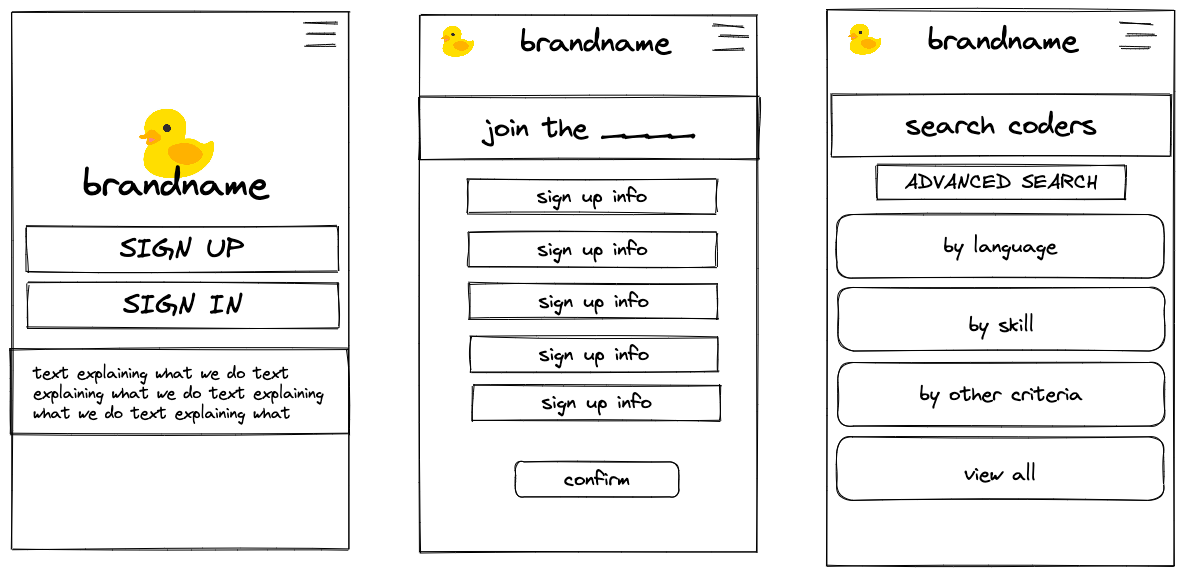 brandname
SIGN UP
SIGN IN
text explaining what we do text
explaining what we do text explaining
what we do text explaining what
brandname
join the
sign up info
sign up info
sign up info
sign up info
sign up info
confirm
brandname
search coders
ADVANCED SEARCH
by language
by skill
by other criteria
view all